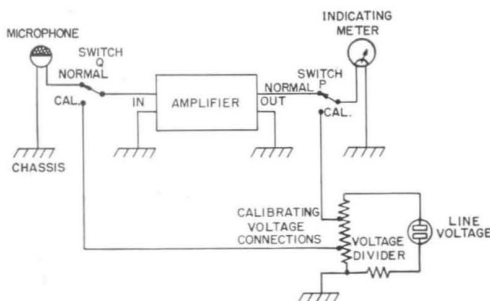 INDICATING
METER
MICROPHONE
SWITCH
Q
NORMAL
CAL.
IN
AMPLIFIER
OUT
NORMAL
SWITCH
P
CAL.
CHASSIS
CALIBRATING
VOLTAGE
CONNECTIONS
VOLTAGE
DIVIDER
LINE
VOLTAGE